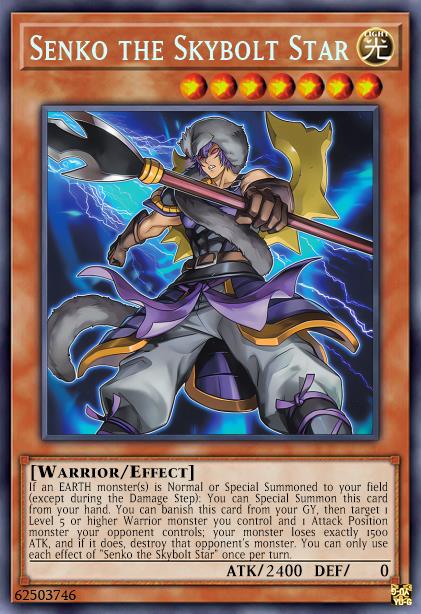 Senko the Skybolt Star
LIGHT
光
[Warrior/Effect]
If an EARTH monster(s) is Normal or Special Summoned to your field
(except during the Damage Step): You can Special Summon this card
from your hand. You can banish this card from your GY, then target 1
Level 5 or higher Warrior monster you control and 1 Attack Position
monster your opponent controls; your monster loses exactly 1500
ATK, and if it does, destroy that opponent's monster. You can only use
each effect of "Senko the Skybolt Star" once per turn.
ATK/2400 DEF/ 0
62503746